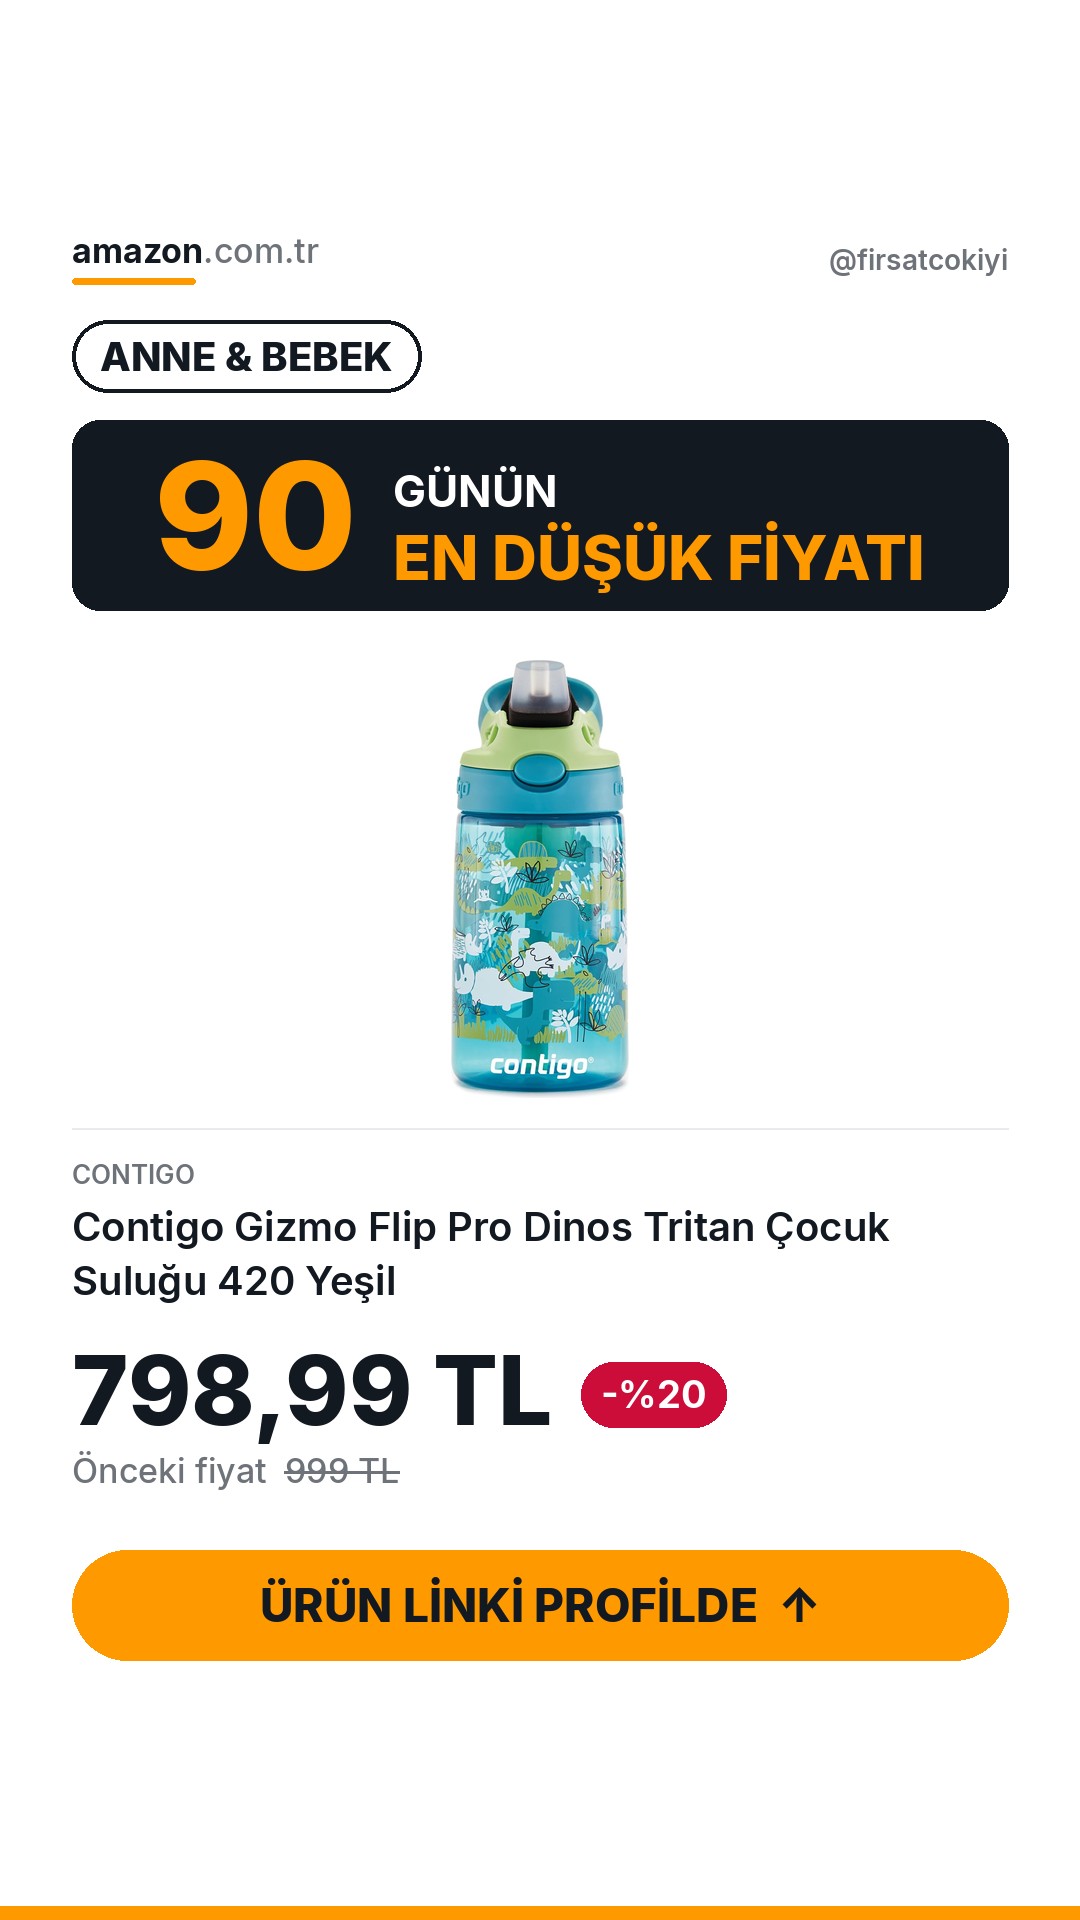 amazon.com.tr
@firsatcokiyi
ANNE & BEBEK
90 GÜNÜN
EN DÜŞÜK FİYATI
contigo®
CONTIGO
Contigo Gizmo Flip Pro Dinos Tritan Çocuk
Suluğu 420 Yeşil
798,99 TL -%20
Önceki fiyat 999 TL
ÜRÜN LİNKİ PROFİLDE ↑